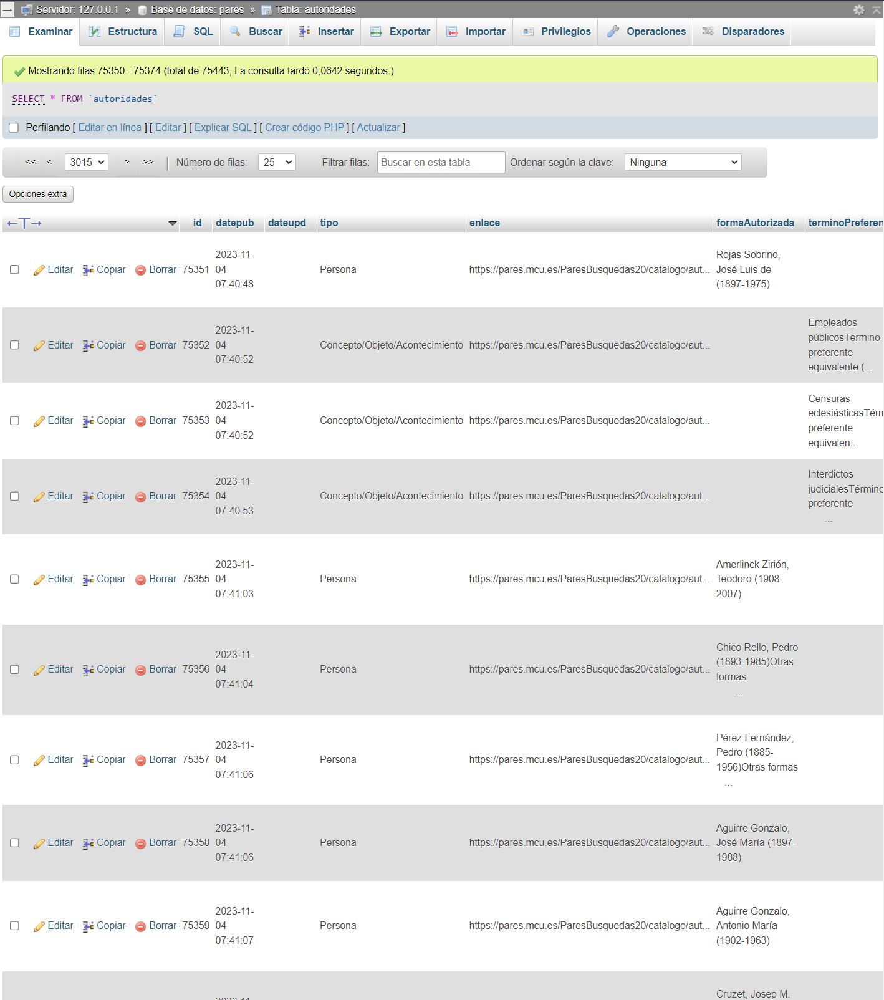 Servidor: 127.0.0.1 » Base de datos: pares » Tabla: autoridades
Examinar Estructura SQL Buscar Insertar Exportar Importar Privilegios Operaciones Disparadores
Mostrando filas 75350 - 75374 (total de 75443, La consulta tardó 0,0642 segundos.)
SELECT * FROM `autoridades`
Perfilando [ Editar en línea ] [ Editar ] [ Explicar SQL ] [ Crear código PHP ] [ Actualizar ]
<< < 3015 > >> | Número de filas: 25 Filtrar filas: Buscar en esta tabla Ordenar según la clave: Ninguna
Opciones extra
←T→ id datepub dateupd tipo enlace formaAutorizada terminoPreferen
Editar Copiar Borrar 75351 2023-11-
04
07:40:48 Persona https://pares.mcu.es/ParesBusquedas20/catalogo/aut... Rojas Sobrino,
José Luis de
(1897-1975)
Editar Copiar Borrar 75352 2023-11-
04
07:40:52 Concepto/Objeto/Acontecimiento https://pares.mcu.es/ParesBusquedas20/catalogo/aut... Empleados
públicosTérmino
preferente
equivalente (...
Editar Copiar Borrar 75353 2023-11-
04
07:40:52 Concepto/Objeto/Acontecimiento https://pares.mcu.es/ParesBusquedas20/catalogo/aut... Censuras
eclesiásticasTérm
preferente
equivalen...
Editar Copiar Borrar 75354 2023-11-
04
07:40:53 Concepto/Objeto/Acontecimiento https://pares.mcu.es/ParesBusquedas20/catalogo/aut... Interdictos
judicialesTérmino
preferente
...
Editar Copiar Borrar 75355 2023-11-
04
07:41:03 Persona https://pares.mcu.es/ParesBusquedas20/catalogo/aut... Amerlinck Zirión,
Teodoro (1908-
2007)
Editar Copiar Borrar 75356 2023-11-
04
07:41:04 Persona https://pares.mcu.es/ParesBusquedas20/catalogo/aut... Chico Rello, Pedro
(1893-1985)Otras
formas
...
Editar Copiar Borrar 75357 2023-11-
04
07:41:06 Persona https://pares.mcu.es/ParesBusquedas20/catalogo/aut... Pérez Fernández,
Pedro (1885-
1956)Otras formas
...
Editar Copiar Borrar 75358 2023-11-
04
07:41:06 Persona https://pares.mcu.es/ParesBusquedas20/catalogo/aut... Aguirre Gonzalo,
José María (1897-
1988)
Editar Copiar Borrar 75359 2023-11-
04
07:41:07 Persona https://pares.mcu.es/ParesBusquedas20/catalogo/aut... Aguirre Gonzalo,
Antonio María
(1902-1963)
Cruzet, Josep M.